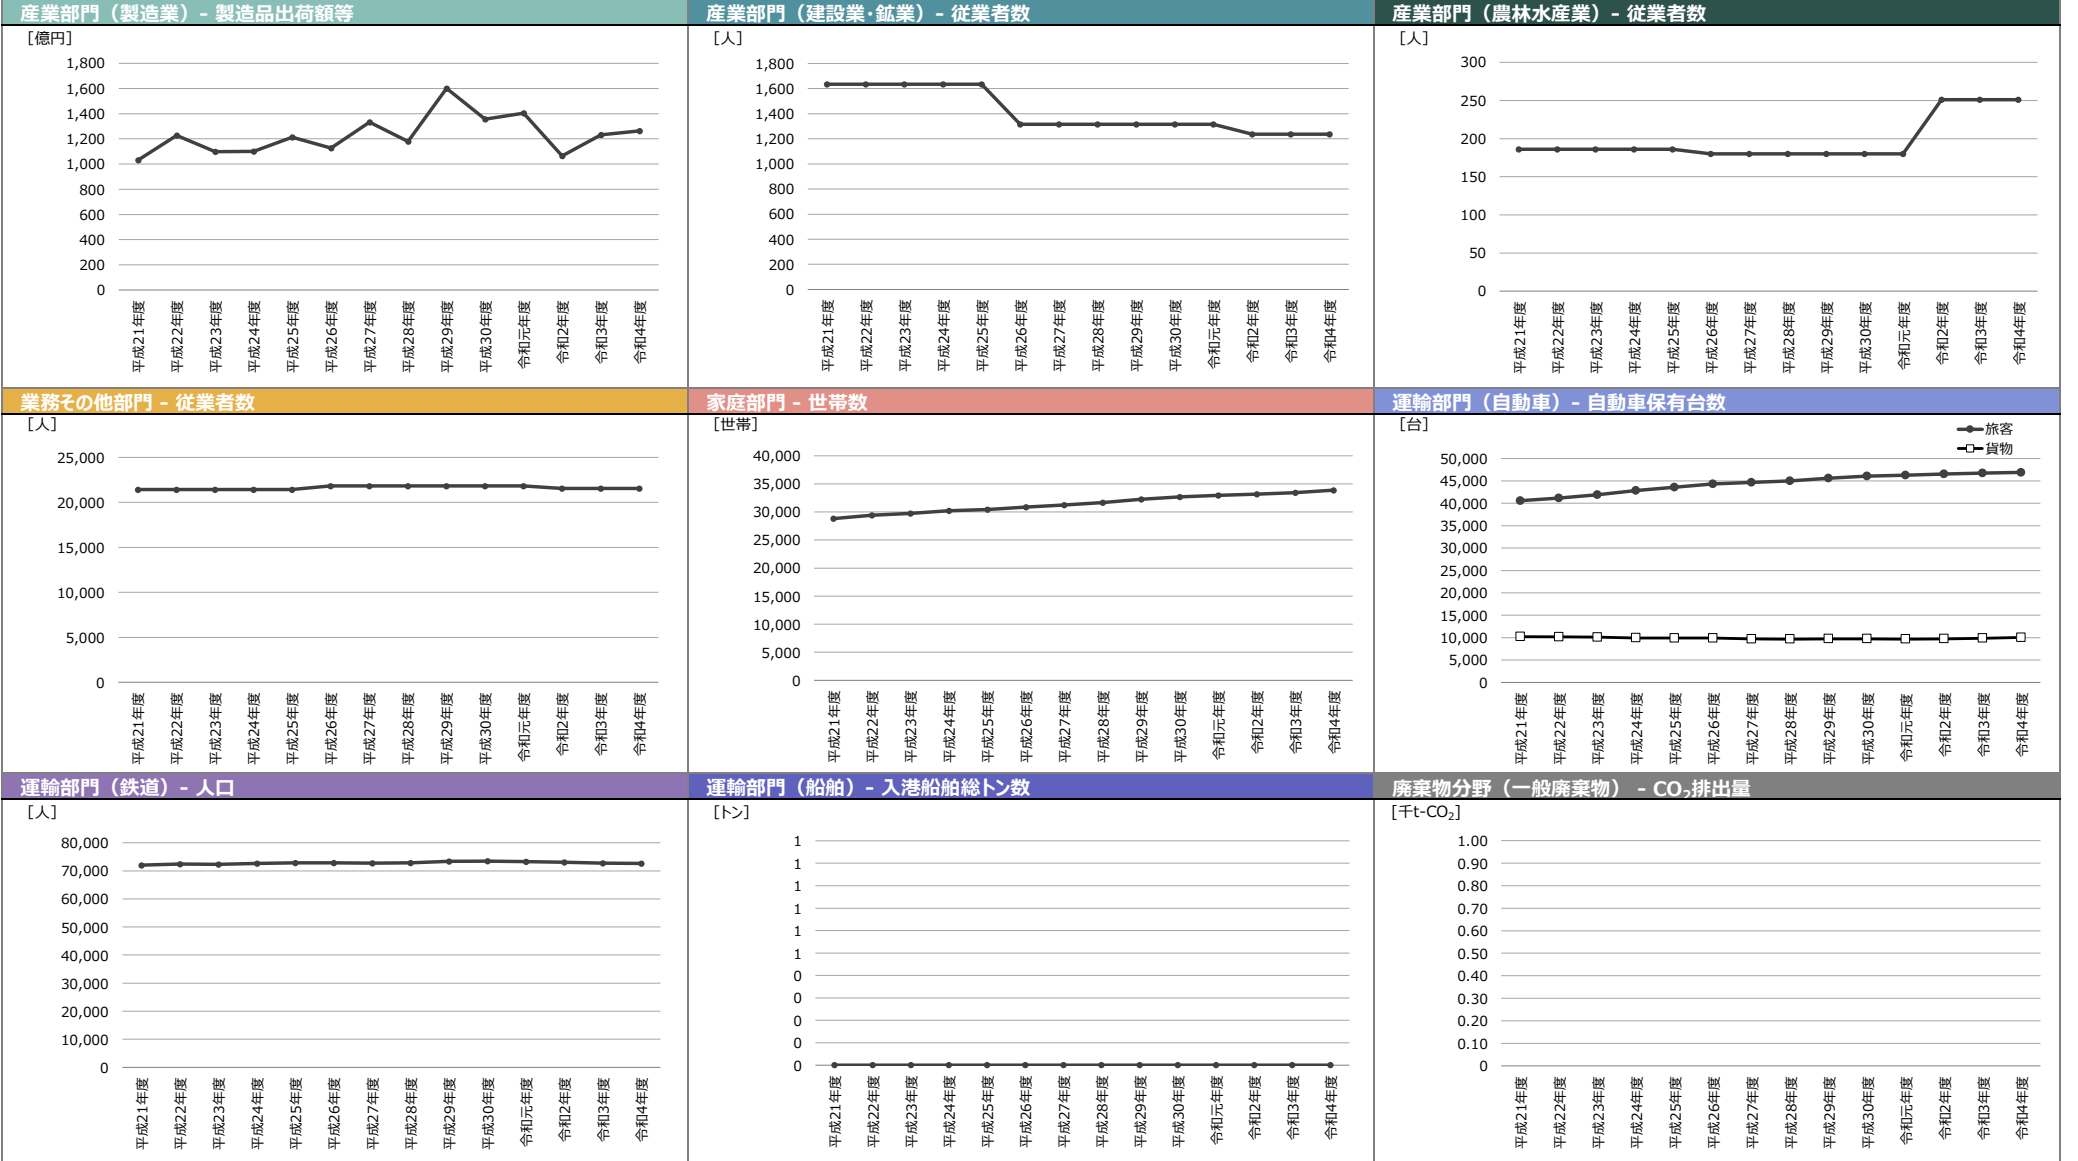 産業部門（製造業）- 製造品出荷額等
[億円]
1,800
1,600
1,400
1,200
1,000
800
600
400
200
0
平成21年度
平成22年度
平成23年度
平成24年度
平成25年度
平成26年度
平成27年度
平成28年度
平成29年度
平成30年度
令和元年度
令和2年度
令和3年度
令和4年度
産業部門（建設業・鉱業）- 従業者数
[人]
1,800
1,600
1,400
1,200
1,000
800
600
400
200
0
平成21年度
平成22年度
平成23年度
平成24年度
平成25年度
平成26年度
平成27年度
平成28年度
平成29年度
平成30年度
令和元年度
令和2年度
令和3年度
令和4年度
産業部門（農林水産業）- 従業者数
[人]
300
250
200
150
100
50
0
平成21年度
平成22年度
平成23年度
平成24年度
平成25年度
平成26年度
平成27年度
平成28年度
平成29年度
平成30年度
令和元年度
令和2年度
令和3年度
令和4年度
業務その他部門 - 従業者数
[人]
25,000
20,000
15,000
10,000
5,000
0
平成21年度
平成22年度
平成23年度
平成24年度
平成25年度
平成26年度
平成27年度
平成28年度
平成29年度
平成30年度
令和元年度
令和2年度
令和3年度
令和4年度
家庭部門 - 世帯数
[世帯]
40,000
35,000
30,000
25,000
20,000
15,000
10,000
5,000
0
平成21年度
平成22年度
平成23年度
平成24年度
平成25年度
平成26年度
平成27年度
平成28年度
平成29年度
平成30年度
令和元年度
令和2年度
令和3年度
令和4年度
運輸部門（自動車）- 自動車保有台数
[台]
旅客
貨物
50,000
45,000
40,000
35,000
30,000
25,000
20,000
15,000
10,000
5,000
0
平成21年度
平成22年度
平成23年度
平成24年度
平成25年度
平成26年度
平成27年度
平成28年度
平成29年度
平成30年度
令和元年度
令和2年度
令和3年度
令和4年度
運輸部門（鉄道）- 人口
[人]
80,000
70,000
60,000
50,000
40,000
30,000
20,000
10,000
0
平成21年度
平成22年度
平成23年度
平成24年度
平成25年度
平成26年度
平成27年度
平成28年度
平成29年度
平成30年度
令和元年度
令和2年度
令和3年度
令和4年度
運輸部門（船舶）- 入港船舶総トン数
[トン]
1
1
1
1
1
1
0
0
0
0
0
平成21年度
平成22年度
平成23年度
平成24年度
平成25年度
平成26年度
平成27年度
平成28年度
平成29年度
平成30年度
令和元年度
令和2年度
令和3年度
令和4年度
廃棄物分野（一般廃棄物） - CO₂排出量
[千t-CO₂]
1.00
0.90
0.80
0.70
0.60
0.50
0.40
0.30
0.20
0.10
0
平成21年度
平成22年度
平成23年度
平成24年度
平成25年度
平成26年度
平成27年度
平成28年度
平成29年度
平成30年度
令和元年度
令和2年度
令和3年度
令和4年度